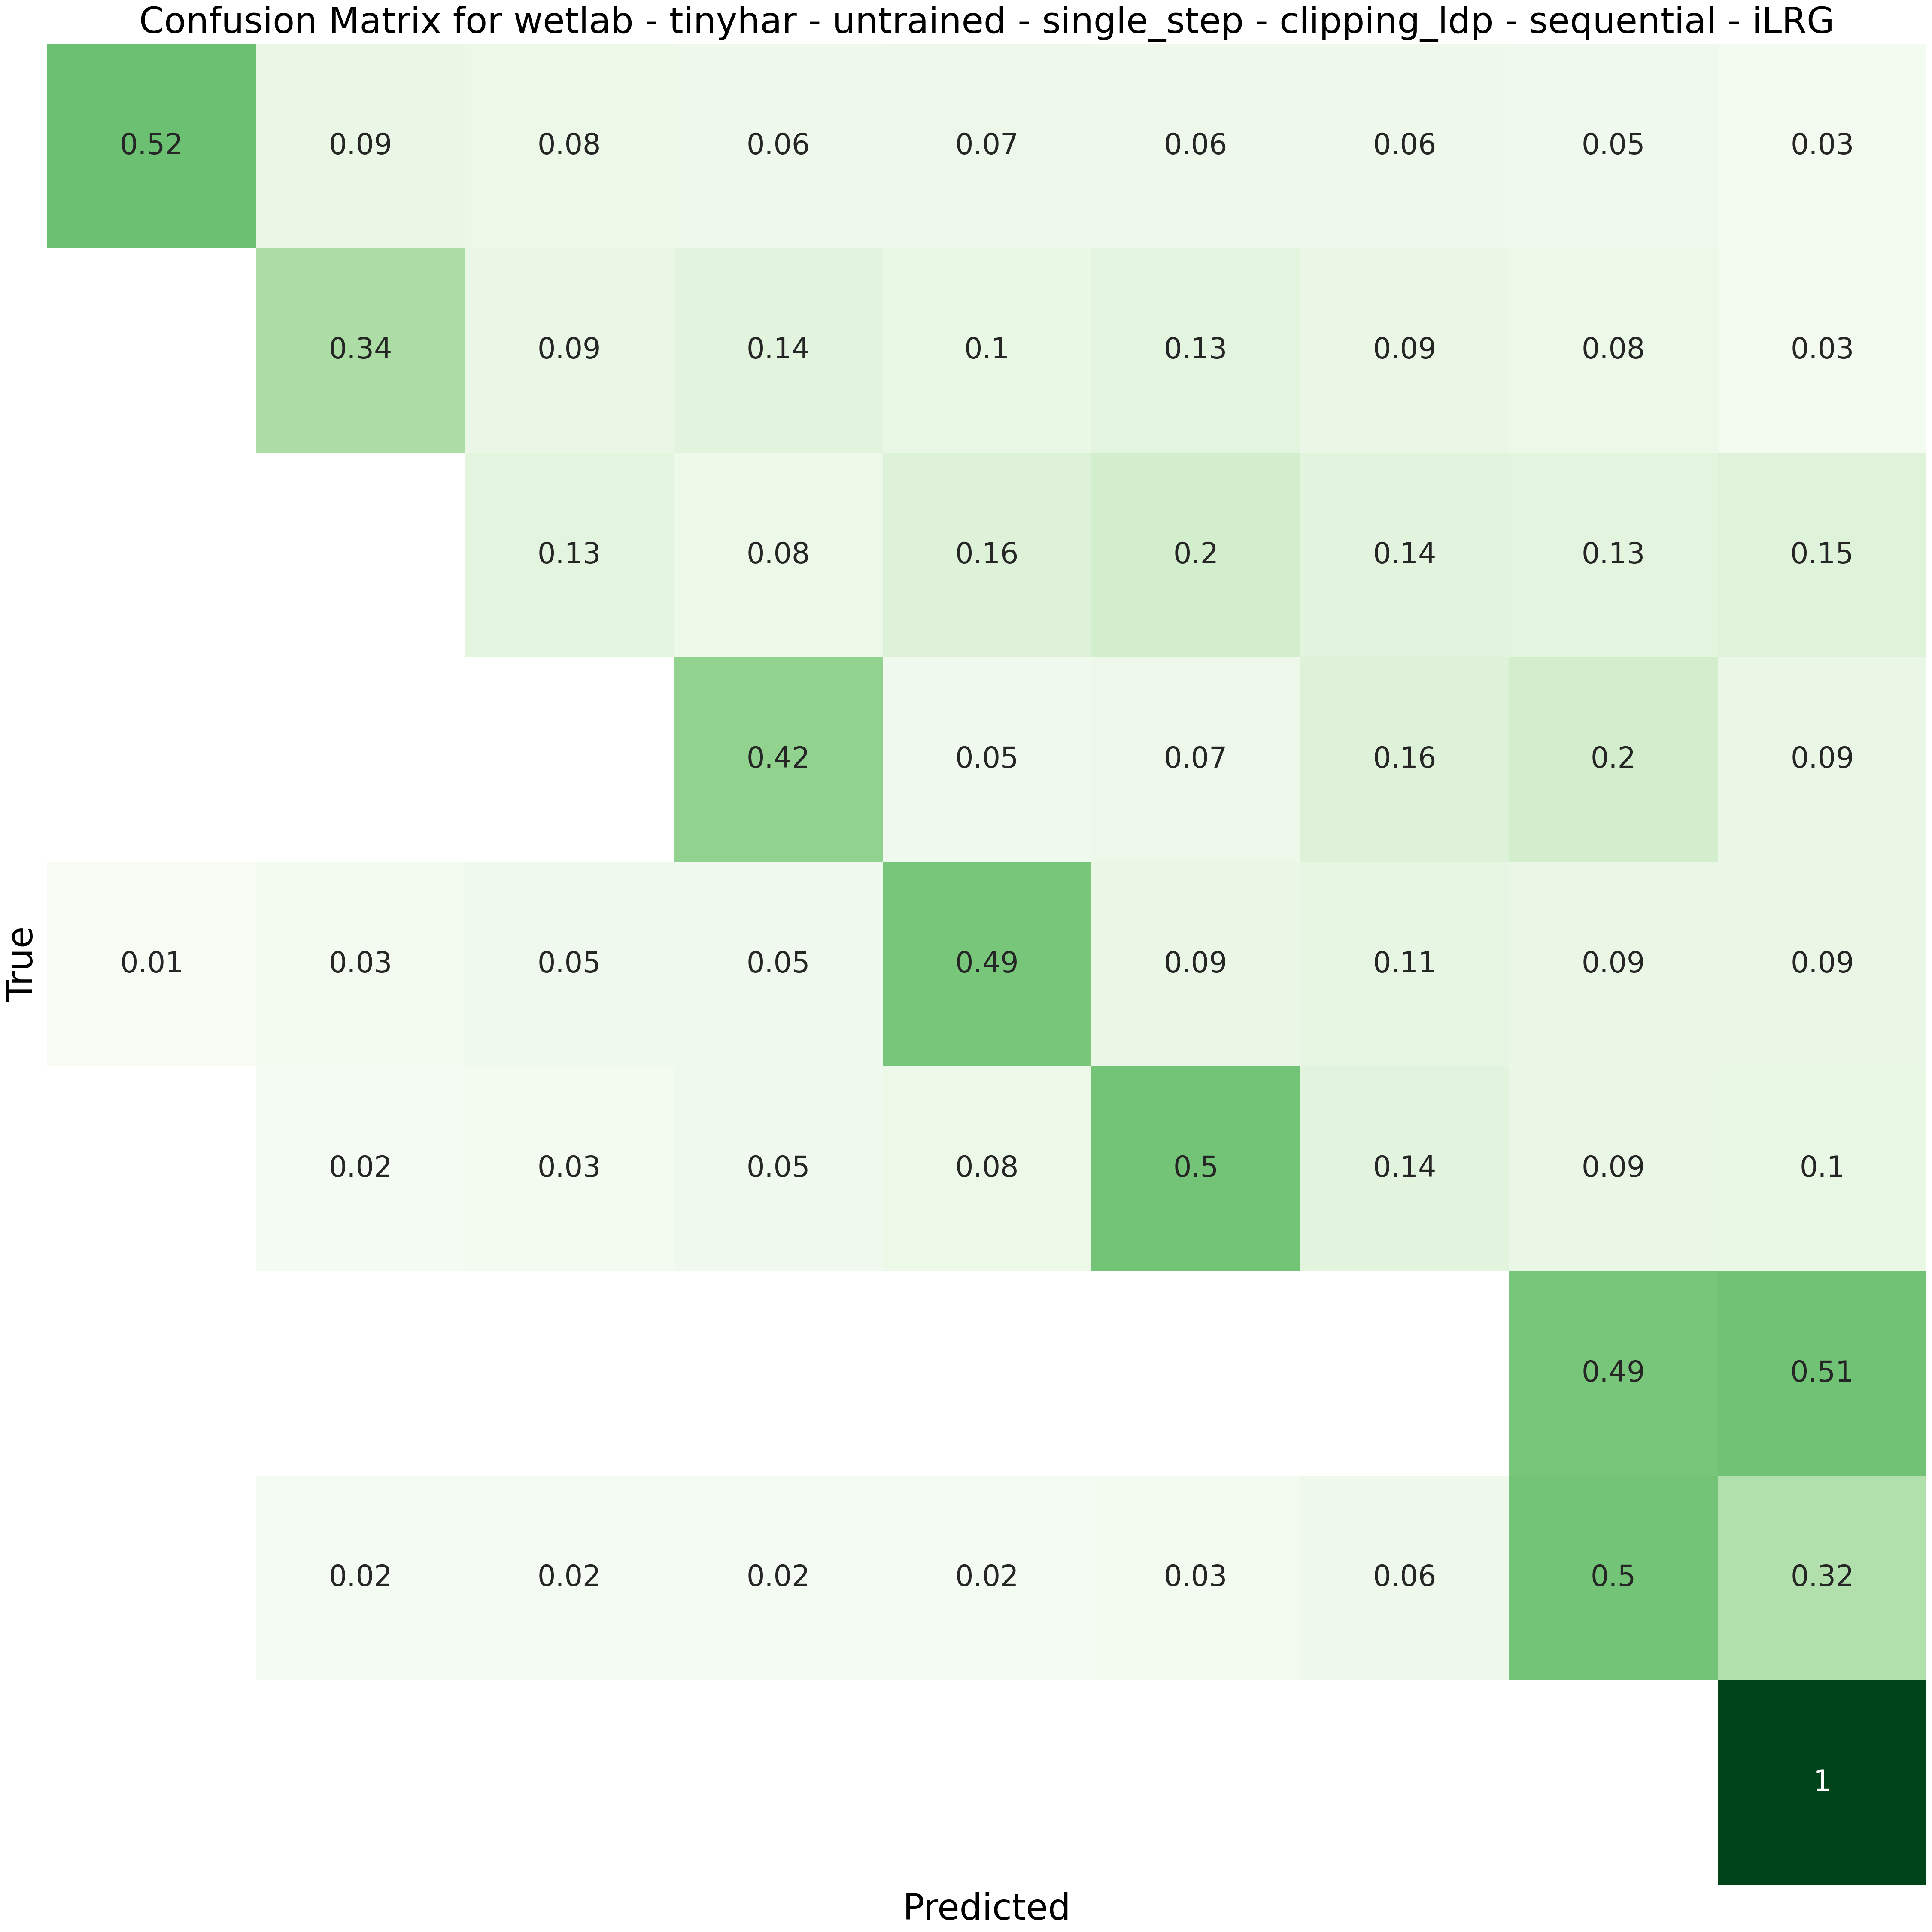 Confusion Matrix for wetlab - tinyhar - untrained - single_step - clipping_ldp - sequential - iLRG
0.52 0.09 0.08 0.06 0.07 0.06 0.06 0.05 0.03
0.34 0.09 0.14 0.1 0.13 0.09 0.08 0.03
0.13 0.08 0.16 0.2 0.14 0.13 0.15
0.42 0.05 0.07 0.16 0.2 0.09
True
0.01 0.03 0.05 0.05 0.49 0.09 0.11 0.09 0.09
0.02 0.03 0.05 0.08 0.5 0.14 0.09 0.1
0.49 0.51
0.02 0.02 0.02 0.02 0.03 0.06 0.5 0.32
1
Predicted